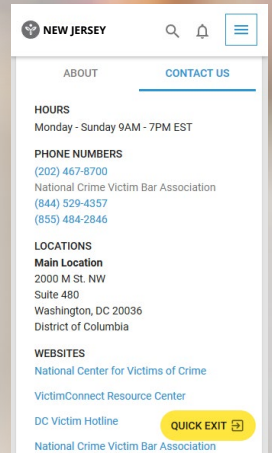 NEW JERSEY
ABOUT
CONTACT US
HOURS
Monday - Sunday 9AM - 7PM EST
PHONE NUMBERS
(202) 467-8700
National Crime Victim Bar Association
(844) 529-4357
(855) 484-2846
LOCATIONS
Main Location
2000 M St. NW
Suite 480
Washington, DC 20036
District of Columbia
WEBSITES
National Center for Victims of Crime
VictimConnect Resource Center
DC Victim Hotline
QUICK EXIT
National Crime Victim Bar Association